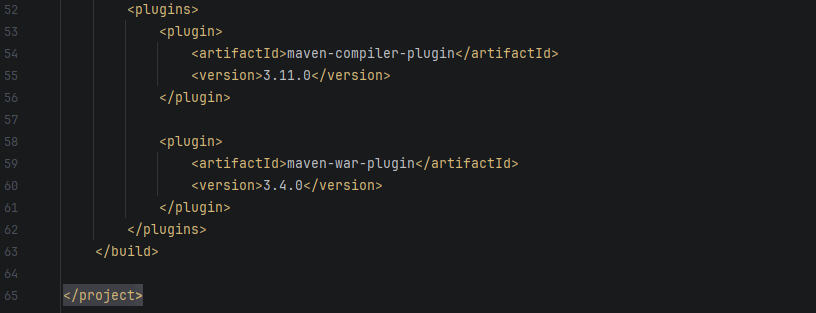 52 <plugins>
53 <plugin>
54 <artifactId>maven-compiler-plugin</artifactId>
55 <version>3.11.0</version>
56 </plugin>
57
58 <plugin>
59 <artifactId>maven-war-plugin</artifactId>
60 <version>3.4.0</version>
61 </plugin>
62 </plugins>
63 </build>
64
65 </project>